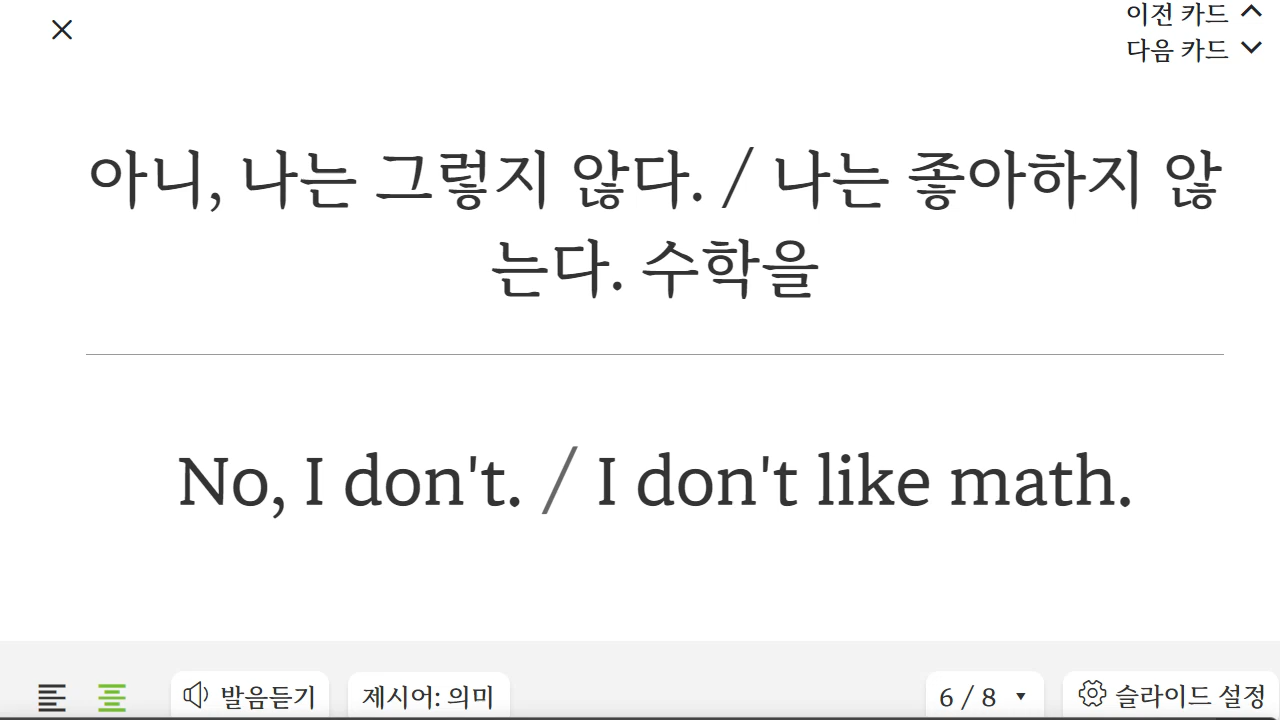 이전 카드
다음 카드
아니, 나는 그렇지 않다. / 나는 좋아하지 않
는다. 수학을
No, I don't. / I don't like math.
발음듣기 제시어: 의미 6 / 8 슬라이드 설정